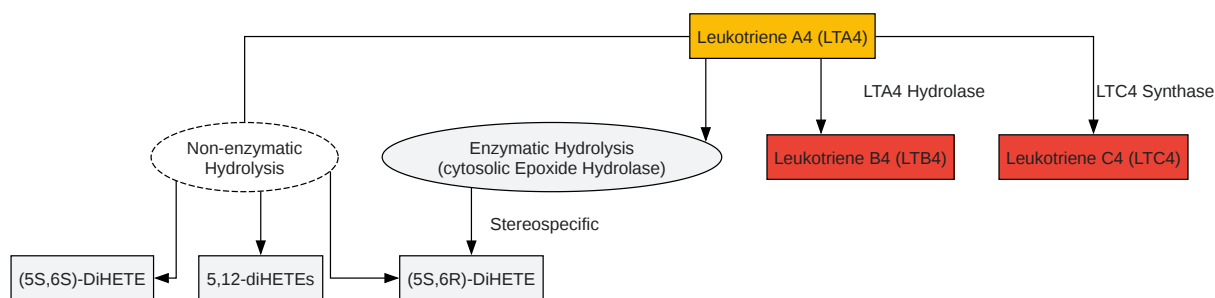 Leukotriene A4 (LTA4)
LTA4 Hydrolase
LTC4 Synthase
Non-enzymatic
Hydrolysis
Enzymatic Hydrolysis
(cytosolic Epoxide Hydrolase)
Leukotriene B4 (LTB4)
Leukotriene C4 (LTC4)
Stereospecific
(5S,6S)-DiHETE
5,12-diHETEs
(5S,6R)-DiHETE